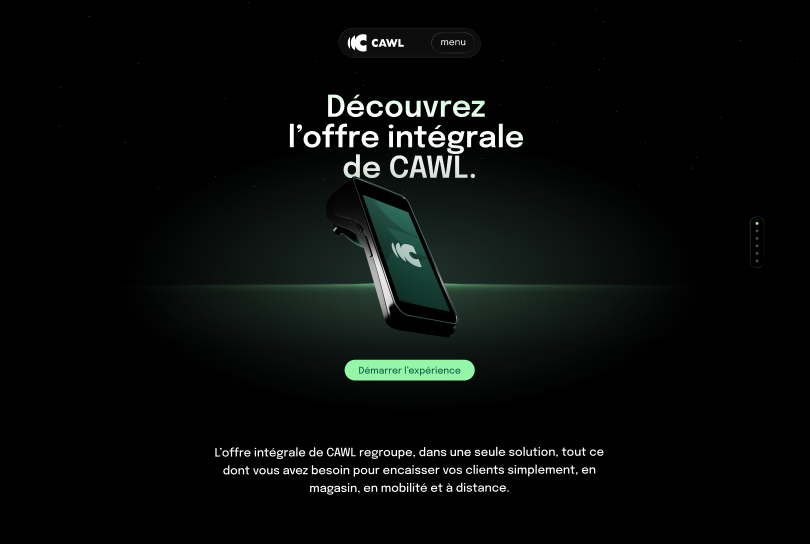 CAWL
menu
Découvrez
l’offre intégrale
de CAWL.
Démarrer l’expérience
L’offre intégrale de CAWL regroupe, dans une seule solution, tout ce
dont vous avez besoin pour encaisser vos clients simplement, en
magasin, en mobilité et à distance.